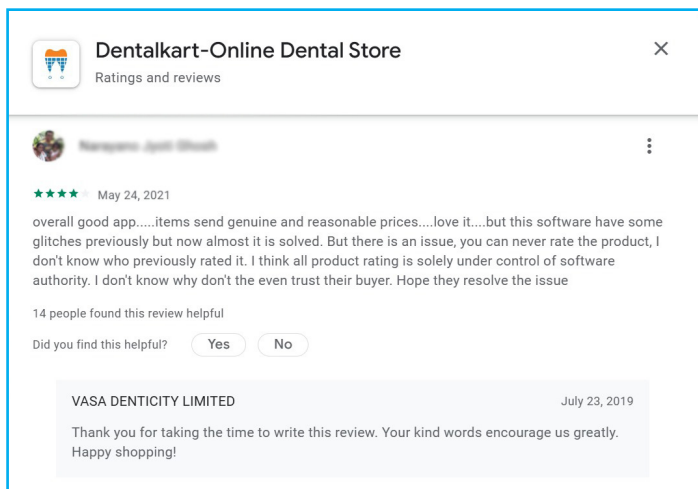 Dentalkart-Online Dental Store
Ratings and reviews
May 24, 2021
overall good app.....items send genuine and reasonable prices....love it....but this software have some
glitches previously but now almost it is solved. But there is an issue, you can never rate the product, I
don't know who previously rated it. I think all product rating is solely under control of software
authority. I don't know why don't the even trust their buyer. Hope they resolve the issue
14 people found this review helpful
Did you find this helpful? Yes No
VASA DENTICITY LIMITED July 23, 2019
Thank you for taking the time to write this review. Your kind words encourage us greatly.
Happy shopping!